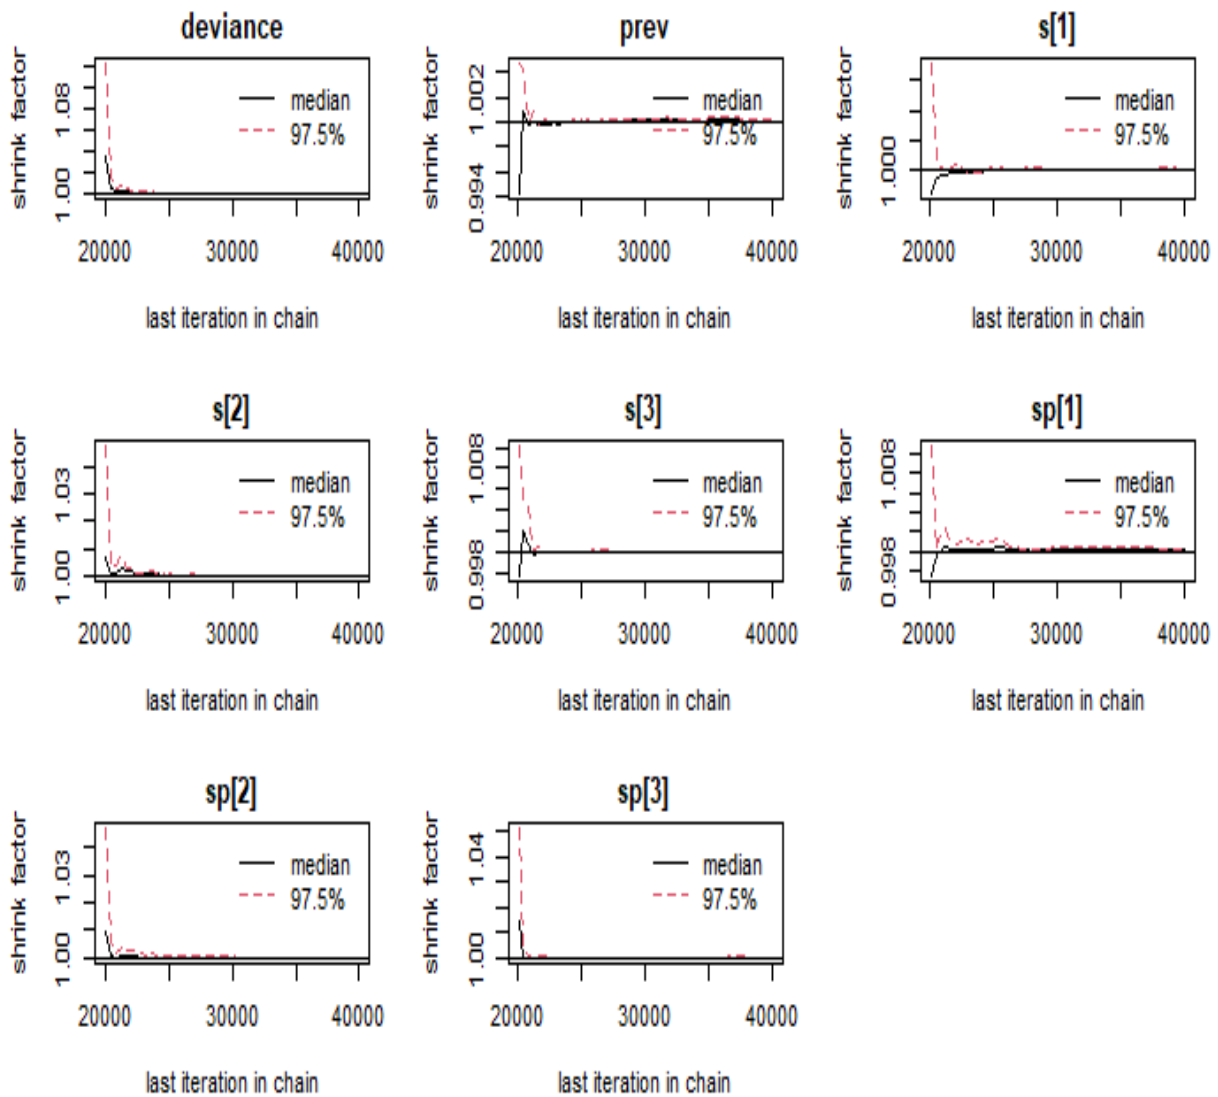 deviance
shrink factor
1.00 1.08
median
97.5%
20000 30000 40000
last iteration in chain
prev
shrink factor
0.994 1.000 1.002
median
97.5%
20000 30000 40000
last iteration in chain
s[1]
shrink factor
1.000
median
97.5%
20000 30000 40000
last iteration in chain
s[2]
shrink factor
1.00 1.03
median
97.5%
20000 30000 40000
last iteration in chain
s[3]
shrink factor
0.998 1.008
median
97.5%
20000 30000 40000
last iteration in chain
sp[1]
shrink factor
0.998 1.008
median
97.5%
20000 30000 40000
last iteration in chain
sp[2]
shrink factor
1.00 1.03
median
97.5%
20000 30000 40000
last iteration in chain
sp[3]
shrink factor
1.00 1.04
median
97.5%
20000 30000 40000
last iteration in chain